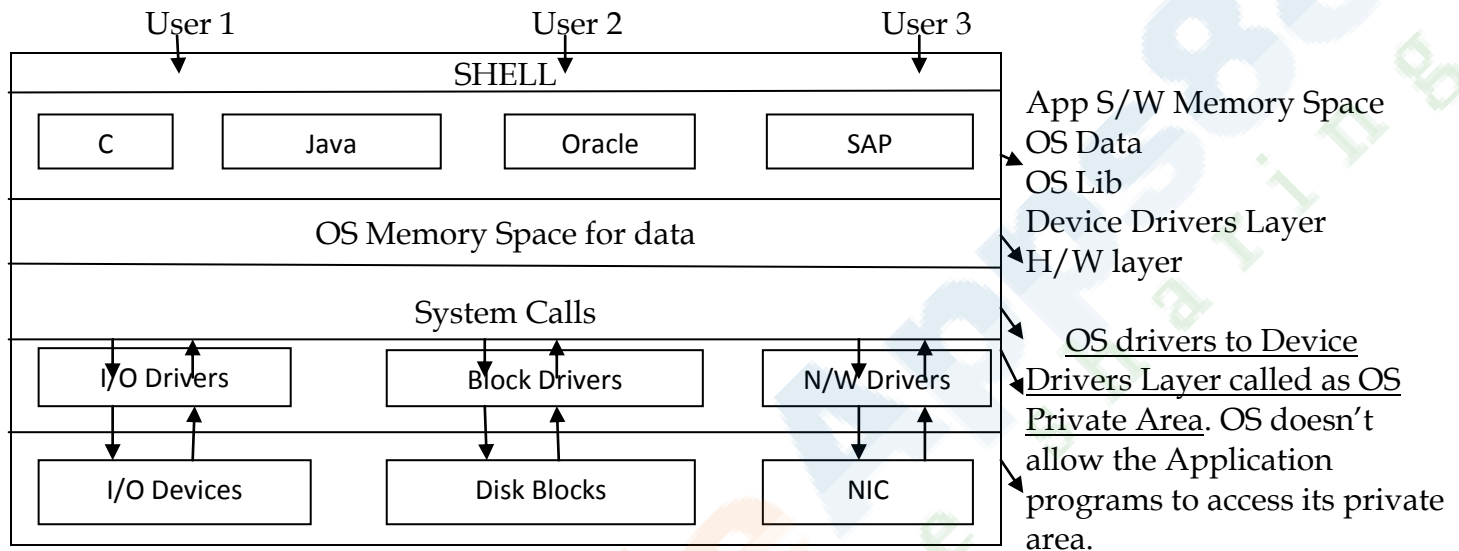 User 1 User 2 User 3
SHELL
C Java Oracle SAP
OS Memory Space for data
System Calls
I/O Drivers Block Drivers N/W Drivers
I/O Devices Disk Blocks NIC
App S/W Memory Space
OS Data
OS Lib
Device Drivers Layer
H/W layer
OS drivers to Device
Drivers Layer called as OS
Private Area. OS doesn't
allow the Application
programs to access its private
area.